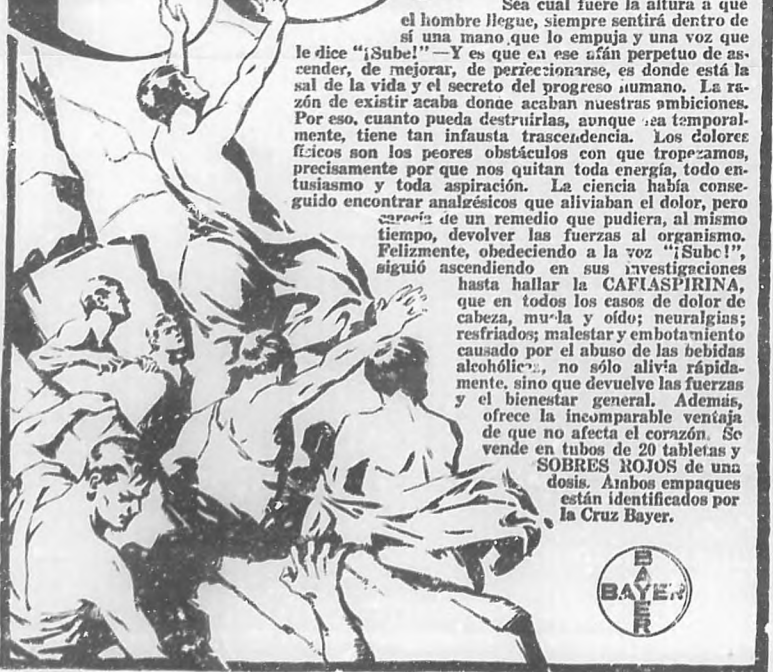 Sea cual fuere la altura a que
el hombre llegue, siempre sentirá dentro de
sí una mano que lo empuja y una voz que
le dice "¡Sube!"—Y es que en ese afán perpetuo de as-
cender, de mejorar, de perfeccionarse, es donde está la
sal de la vida y el secreto del progreso humano. La ra-
zón de existir acaba donde acaban nuestras ambiciones.
Por eso, cuanto pueda destruirlas, aunque sea temporal-
mente, tiene tan infausta trascendencia. Los dolores
físicos son los peores obstáculos con que tropezamos,
precisamente por que nos quitan toda energía, todo en-
tusiasmo y toda aspiración. La ciencia había conse-
guido encontrar analgésicos que aliviaban el dolor, pero
carecía de un remedio que pudiera, al mismo
tiempo, devolver las fuerzas al organismo.
Felizmente, obedeciendo a la voz "¡Sube!",
siguió ascendiendo en sus investigaciones
hasta hallar la CAFIASPIRINA,
que en todos los casos de dolor de
cabeza, muela y oído; neuralgias;
resfriados; malestar y embotamiento
causado por el abuso de las bebidas
alcohólicas, no sólo alivia rápida-
mente, sino que devuelve las fuerzas
y el bienestar general. Además,
ofrece la incomparable ventaja
de que no afecta el corazón. Se
vende en tubos de 20 tabletas y
SOBRES ROJOS de una
dosis. Ambos empaques
están identificados por
la Cruz Bayer.
BAYER
BAYER